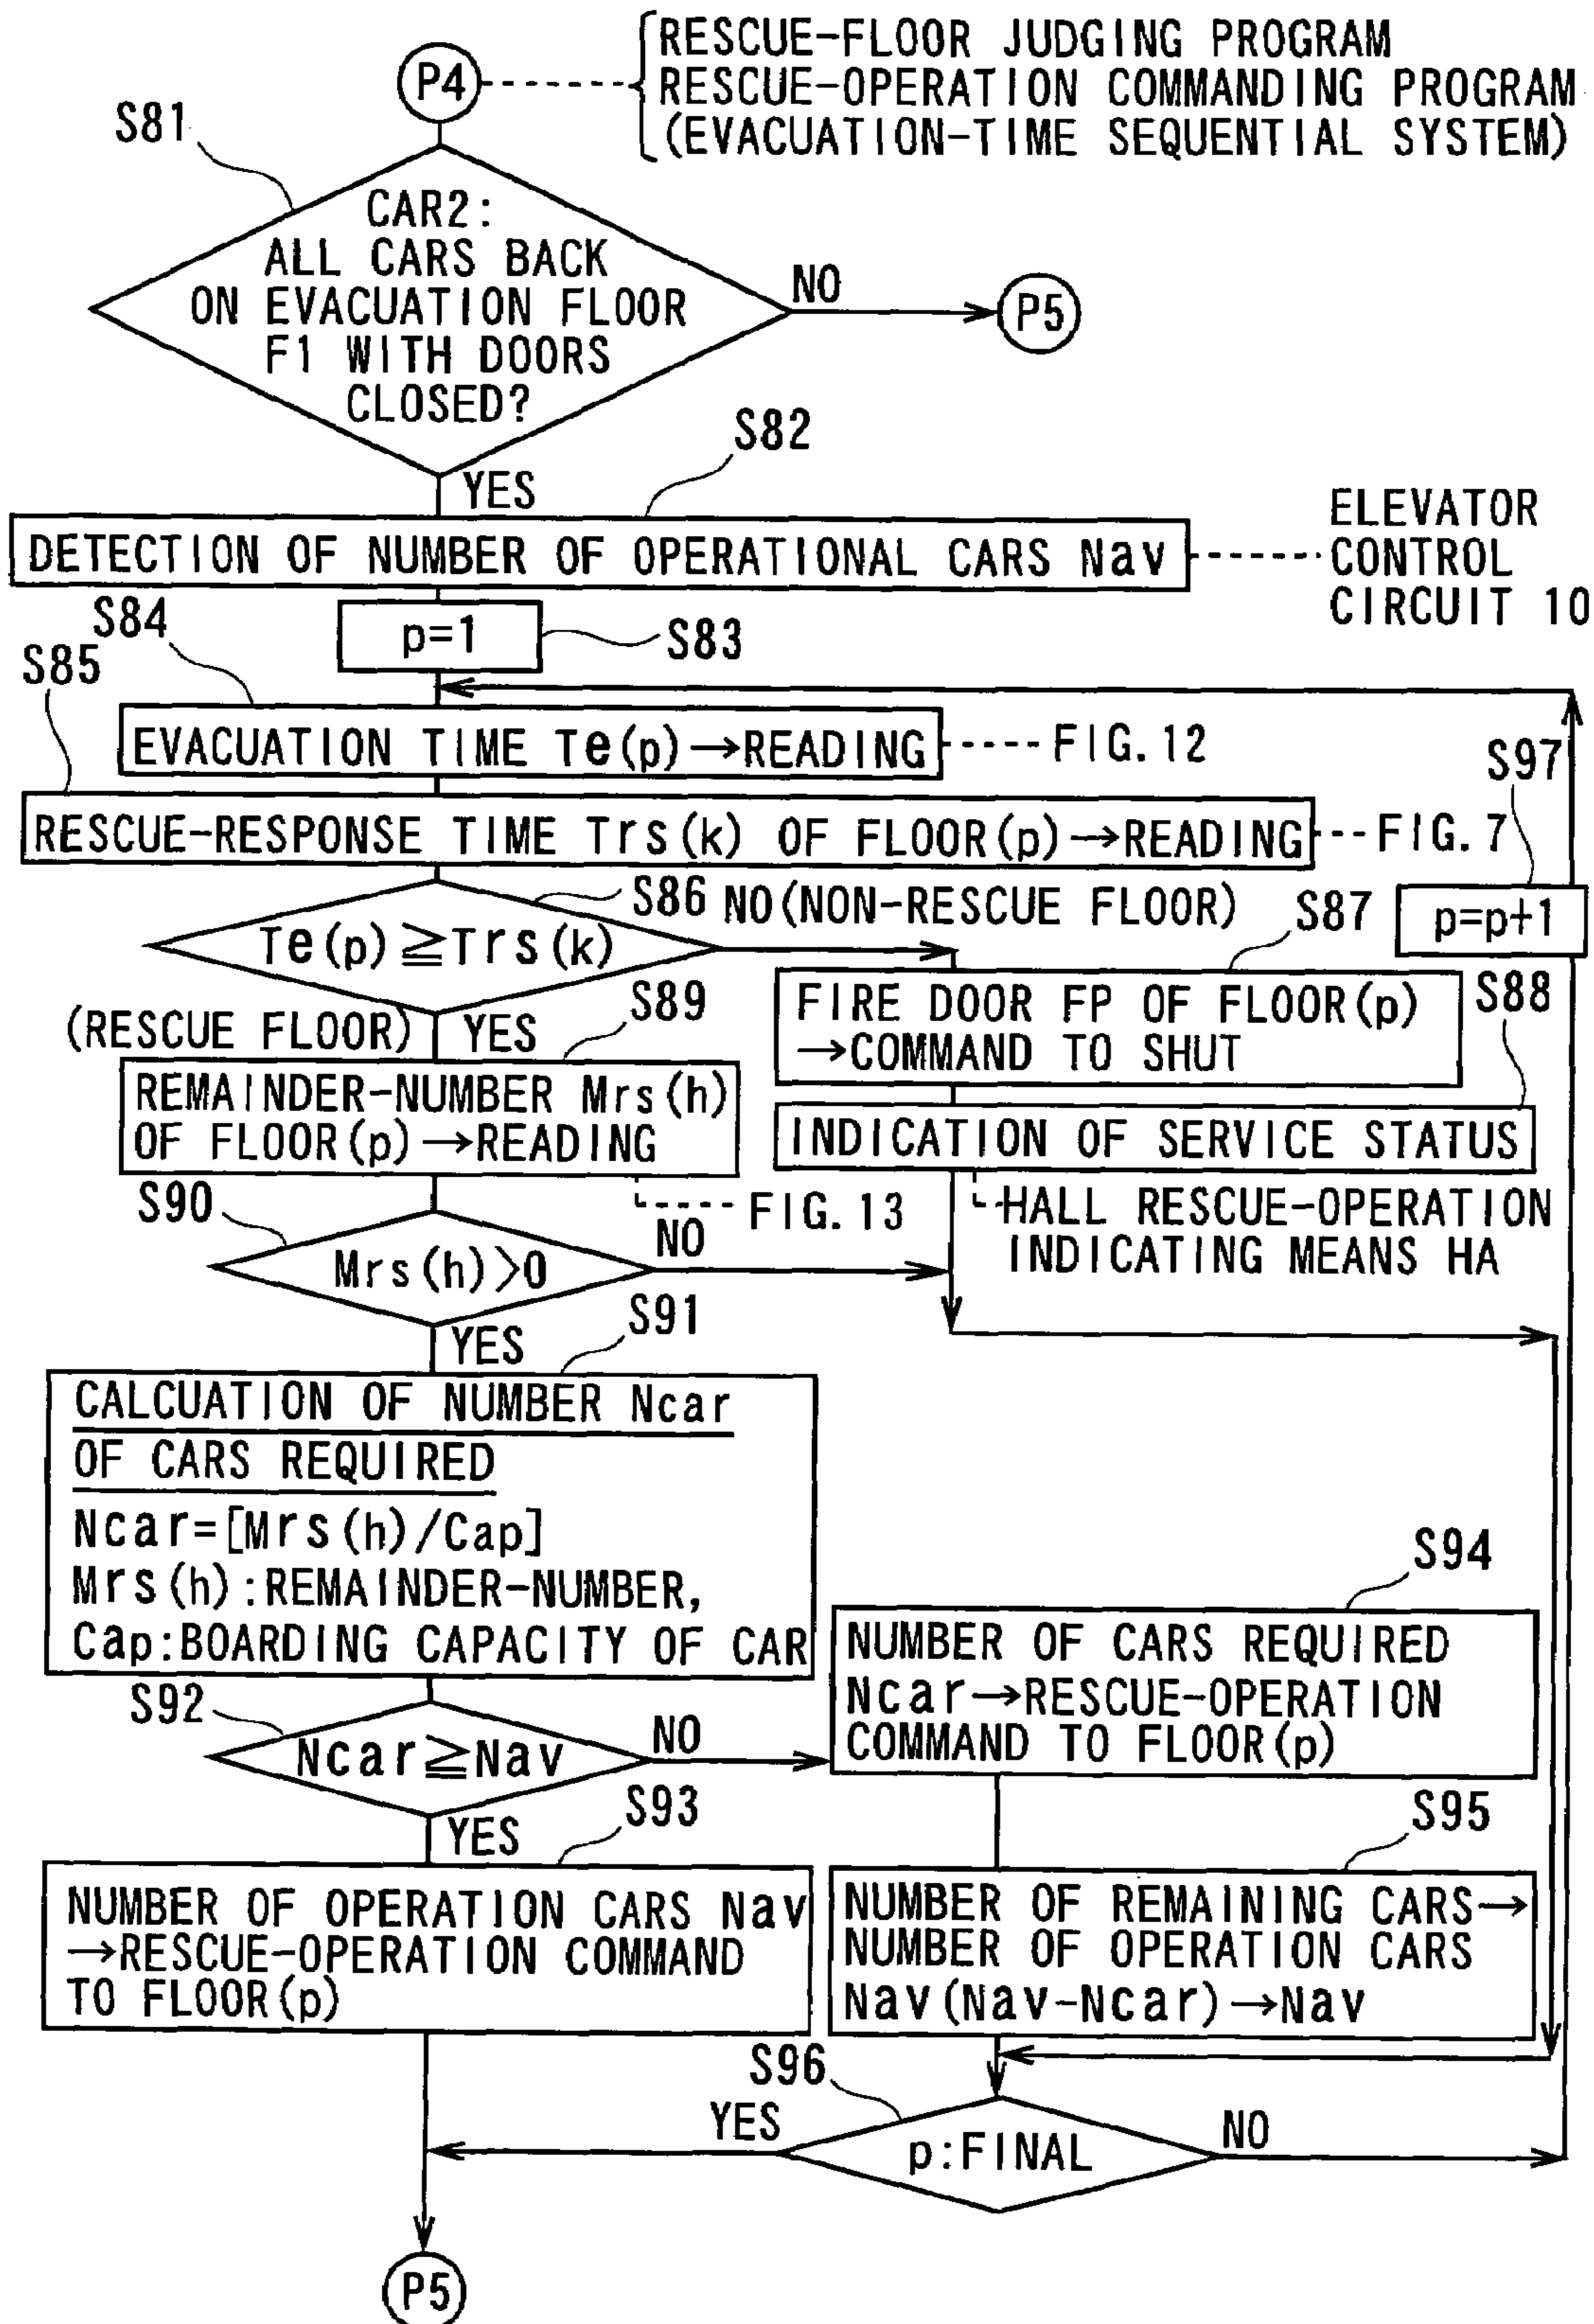 P4
RESCUE-FLOOR JUDGING PROGRAM
RESCUE-OPERATION COMMANDING PROGRAM
(EVACUATION-TIME SEQUENTIAL SYSTEM)
S81
CAR2:
ALL CARS BACK
ON EVACUATION FLOOR
F1 WITH DOORS
CLOSED?
NO
P5
YES
S82
DETECTION OF NUMBER OF OPERATIONAL CARS Nav
ELEVATOR
CONTROL
CIRCUIT 10
p=1
S83
S84
EVACUATION TIME Te(p)→READING
FIG. 12
S85
RESCUE-RESPONSE TIME Trs(k) OF FLOOR(p)→READING
FIG. 7
S97
p=p+1
S86
Te(p)≧Trs(k)
NO(NON-RESCUE FLOOR)
S87
FIRE DOOR FP OF FLOOR(p)
→COMMAND TO SHUT
S88
INDICATION OF SERVICE STATUS
HALL RESCUE-OPERATION
INDICATING MEANS HA
(RESCUE FLOOR)
YES
S89
REMAINDER-NUMBER Mrs(h)
OF FLOOR(p)→READING
FIG. 13
S90
Mrs(h)>0
NO
YES
S91
CALCUATION OF NUMBER Ncar
OF CARS REQUIRED
Ncar=[Mrs(h)/Cap]
Mrs(h):REMAINDER-NUMBER,
Cap:BOARDING CAPACITY OF CAR
S92
Ncar≧Nav
NO
S94
NUMBER OF CARS REQUIRED
Ncar→RESCUE-OPERATION
COMMAND TO FLOOR(p)
YES
S93
NUMBER OF OPERATION CARS Nav
→RESCUE-OPERATION COMMAND
TO FLOOR(p)
S95
NUMBER OF REMAINING CARS→
NUMBER OF OPERATION CARS
Nav(Nav-Ncar)→Nav
S96
p:FINAL
YES
NO
P5